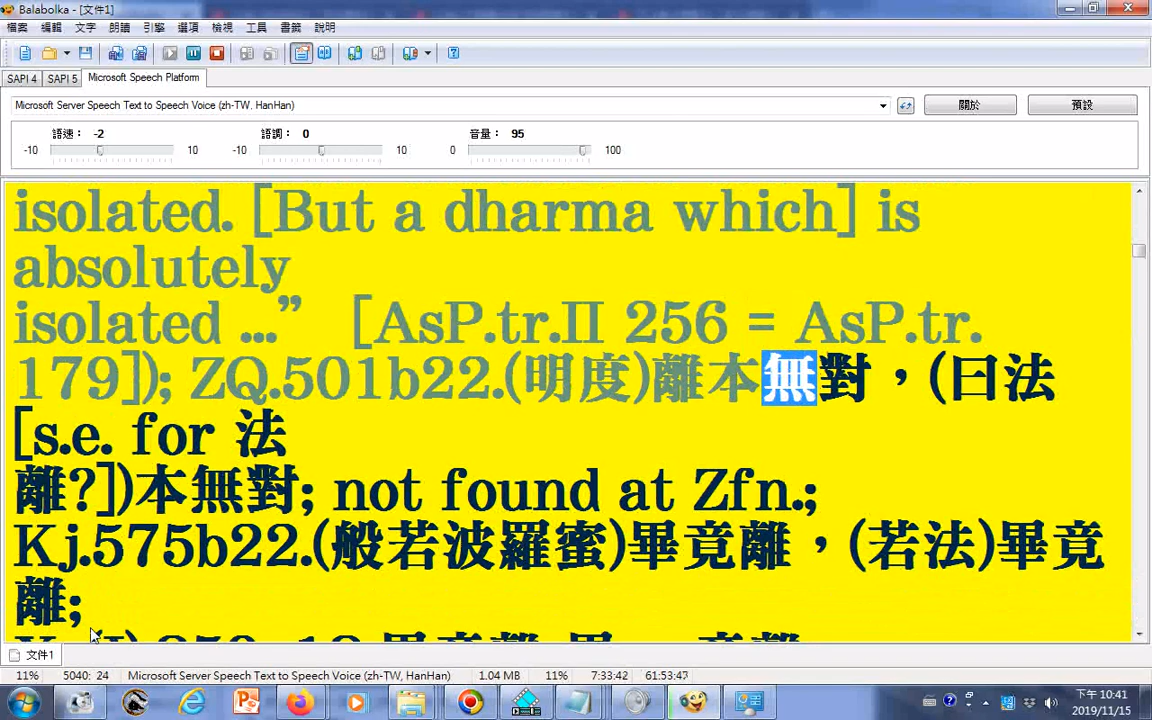 Balabolka - [文件1]
檔案 編輯 文字 朗讀 引擎 選項 檢視 工具 書籤 說明
SAPI 4 SAPI 5 Microsoft Speech Platform
Microsoft Server Speech Text to Speech Voice (zh-TW, HanHan) 關於 預設
語速： -2 語調： 0 音量： 95
-10 10 -10 10 0 100
isolated. [But a dharma which] is
absolutely
isolated ...” [AsP.tr.II 256 = AsP.tr.
179]); ZQ.501b22.(明度)離本無對，(曰法
[s.e. for 法
離?])本無對; not found at Zfn.;
Kj.575b22.(般若波羅蜜)畢竟離，(若法)畢竟
離;
文件1
11% 5040: 24 Microsoft Server Speech Text to Speech Voice (zh-TW, HanHan) 1.04 MB 11% 7:33:42 61:53:47
下午 10:41
2019/11/15